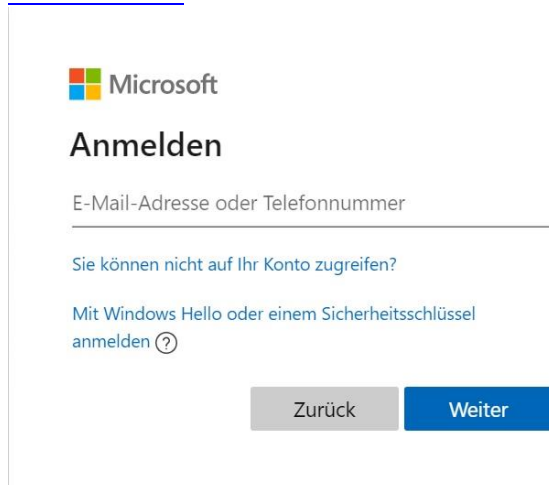 Microsoft
Anmelden
E-Mail-Adresse oder Telefonnummer
Sie können nicht auf Ihr Konto zugreifen?
Mit Windows Hello oder einem Sicherheitsschlüssel
anmelden ?
Zurück Weiter